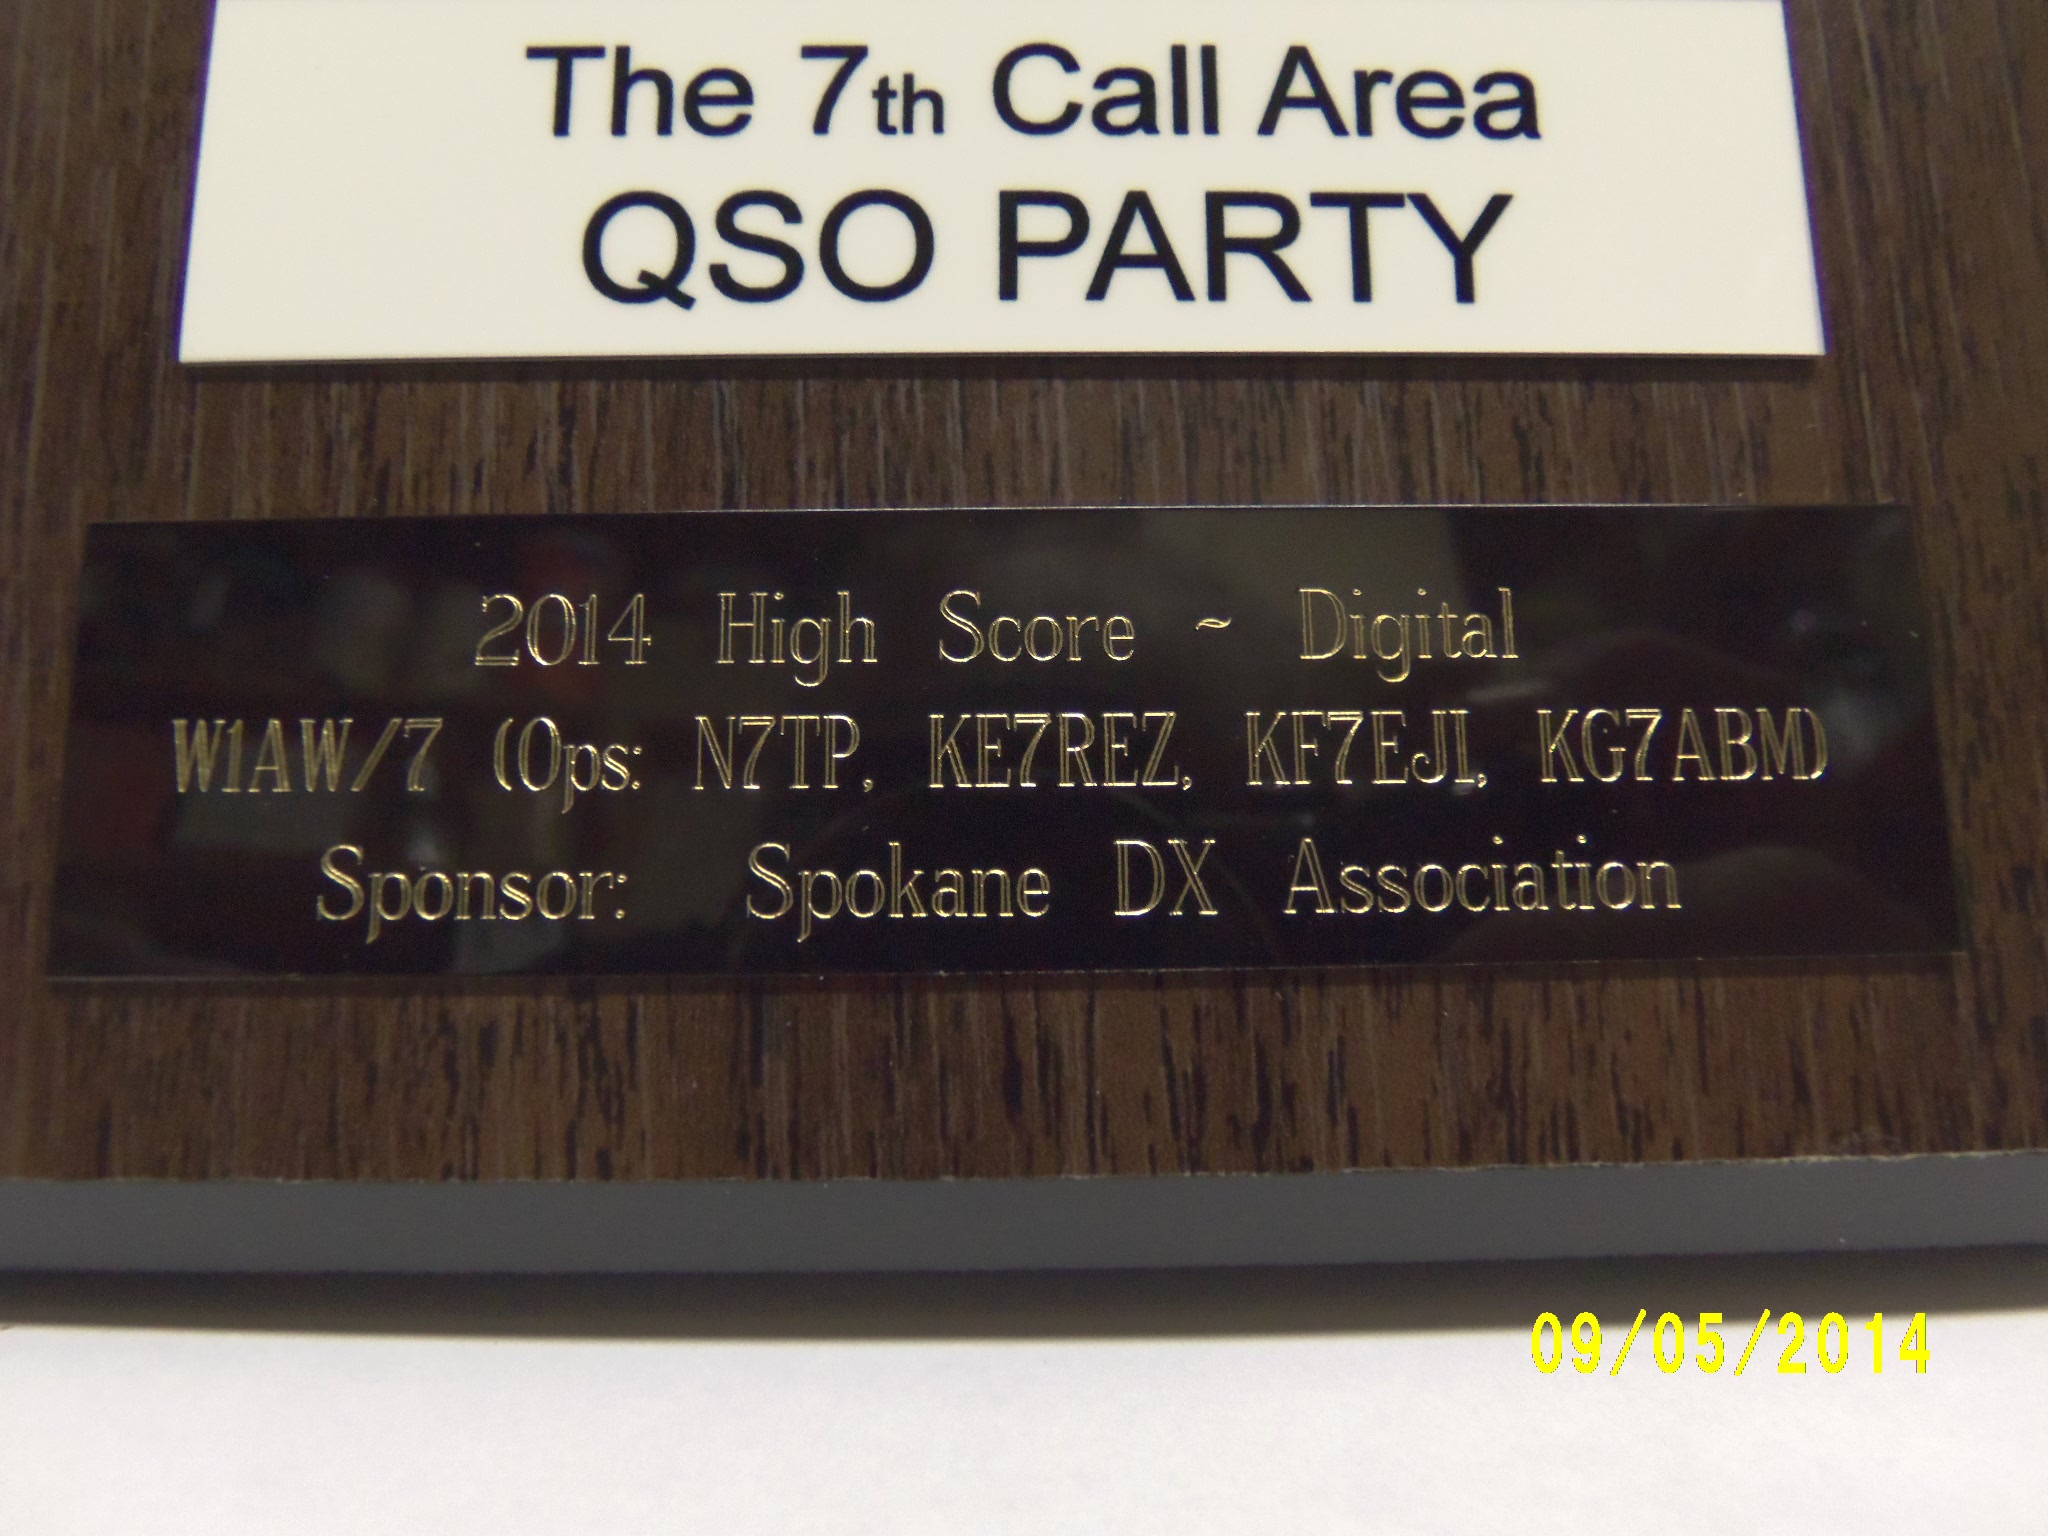 The 7th Call Area
QSO PARTY
2014 High Score ~ Digital
W1AW/7 (Ops: N7TP, KE7REZ, KF7EJI, KG7ABM)
Sponsor: Spokane DX Association
09/05/2014